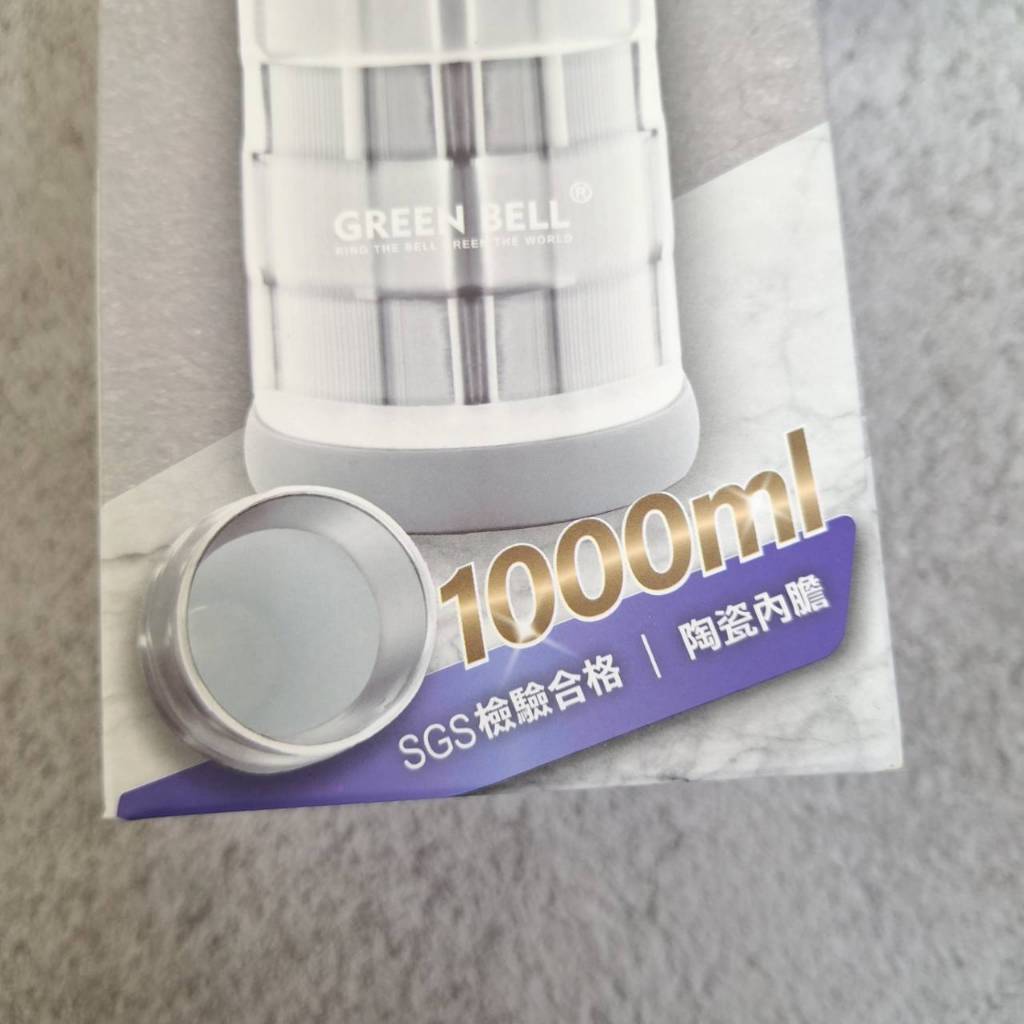 GREEN BELL®
RING THE BELL GREEN THE WORLD
1000ml
SGS檢驗合格｜陶瓷內膽